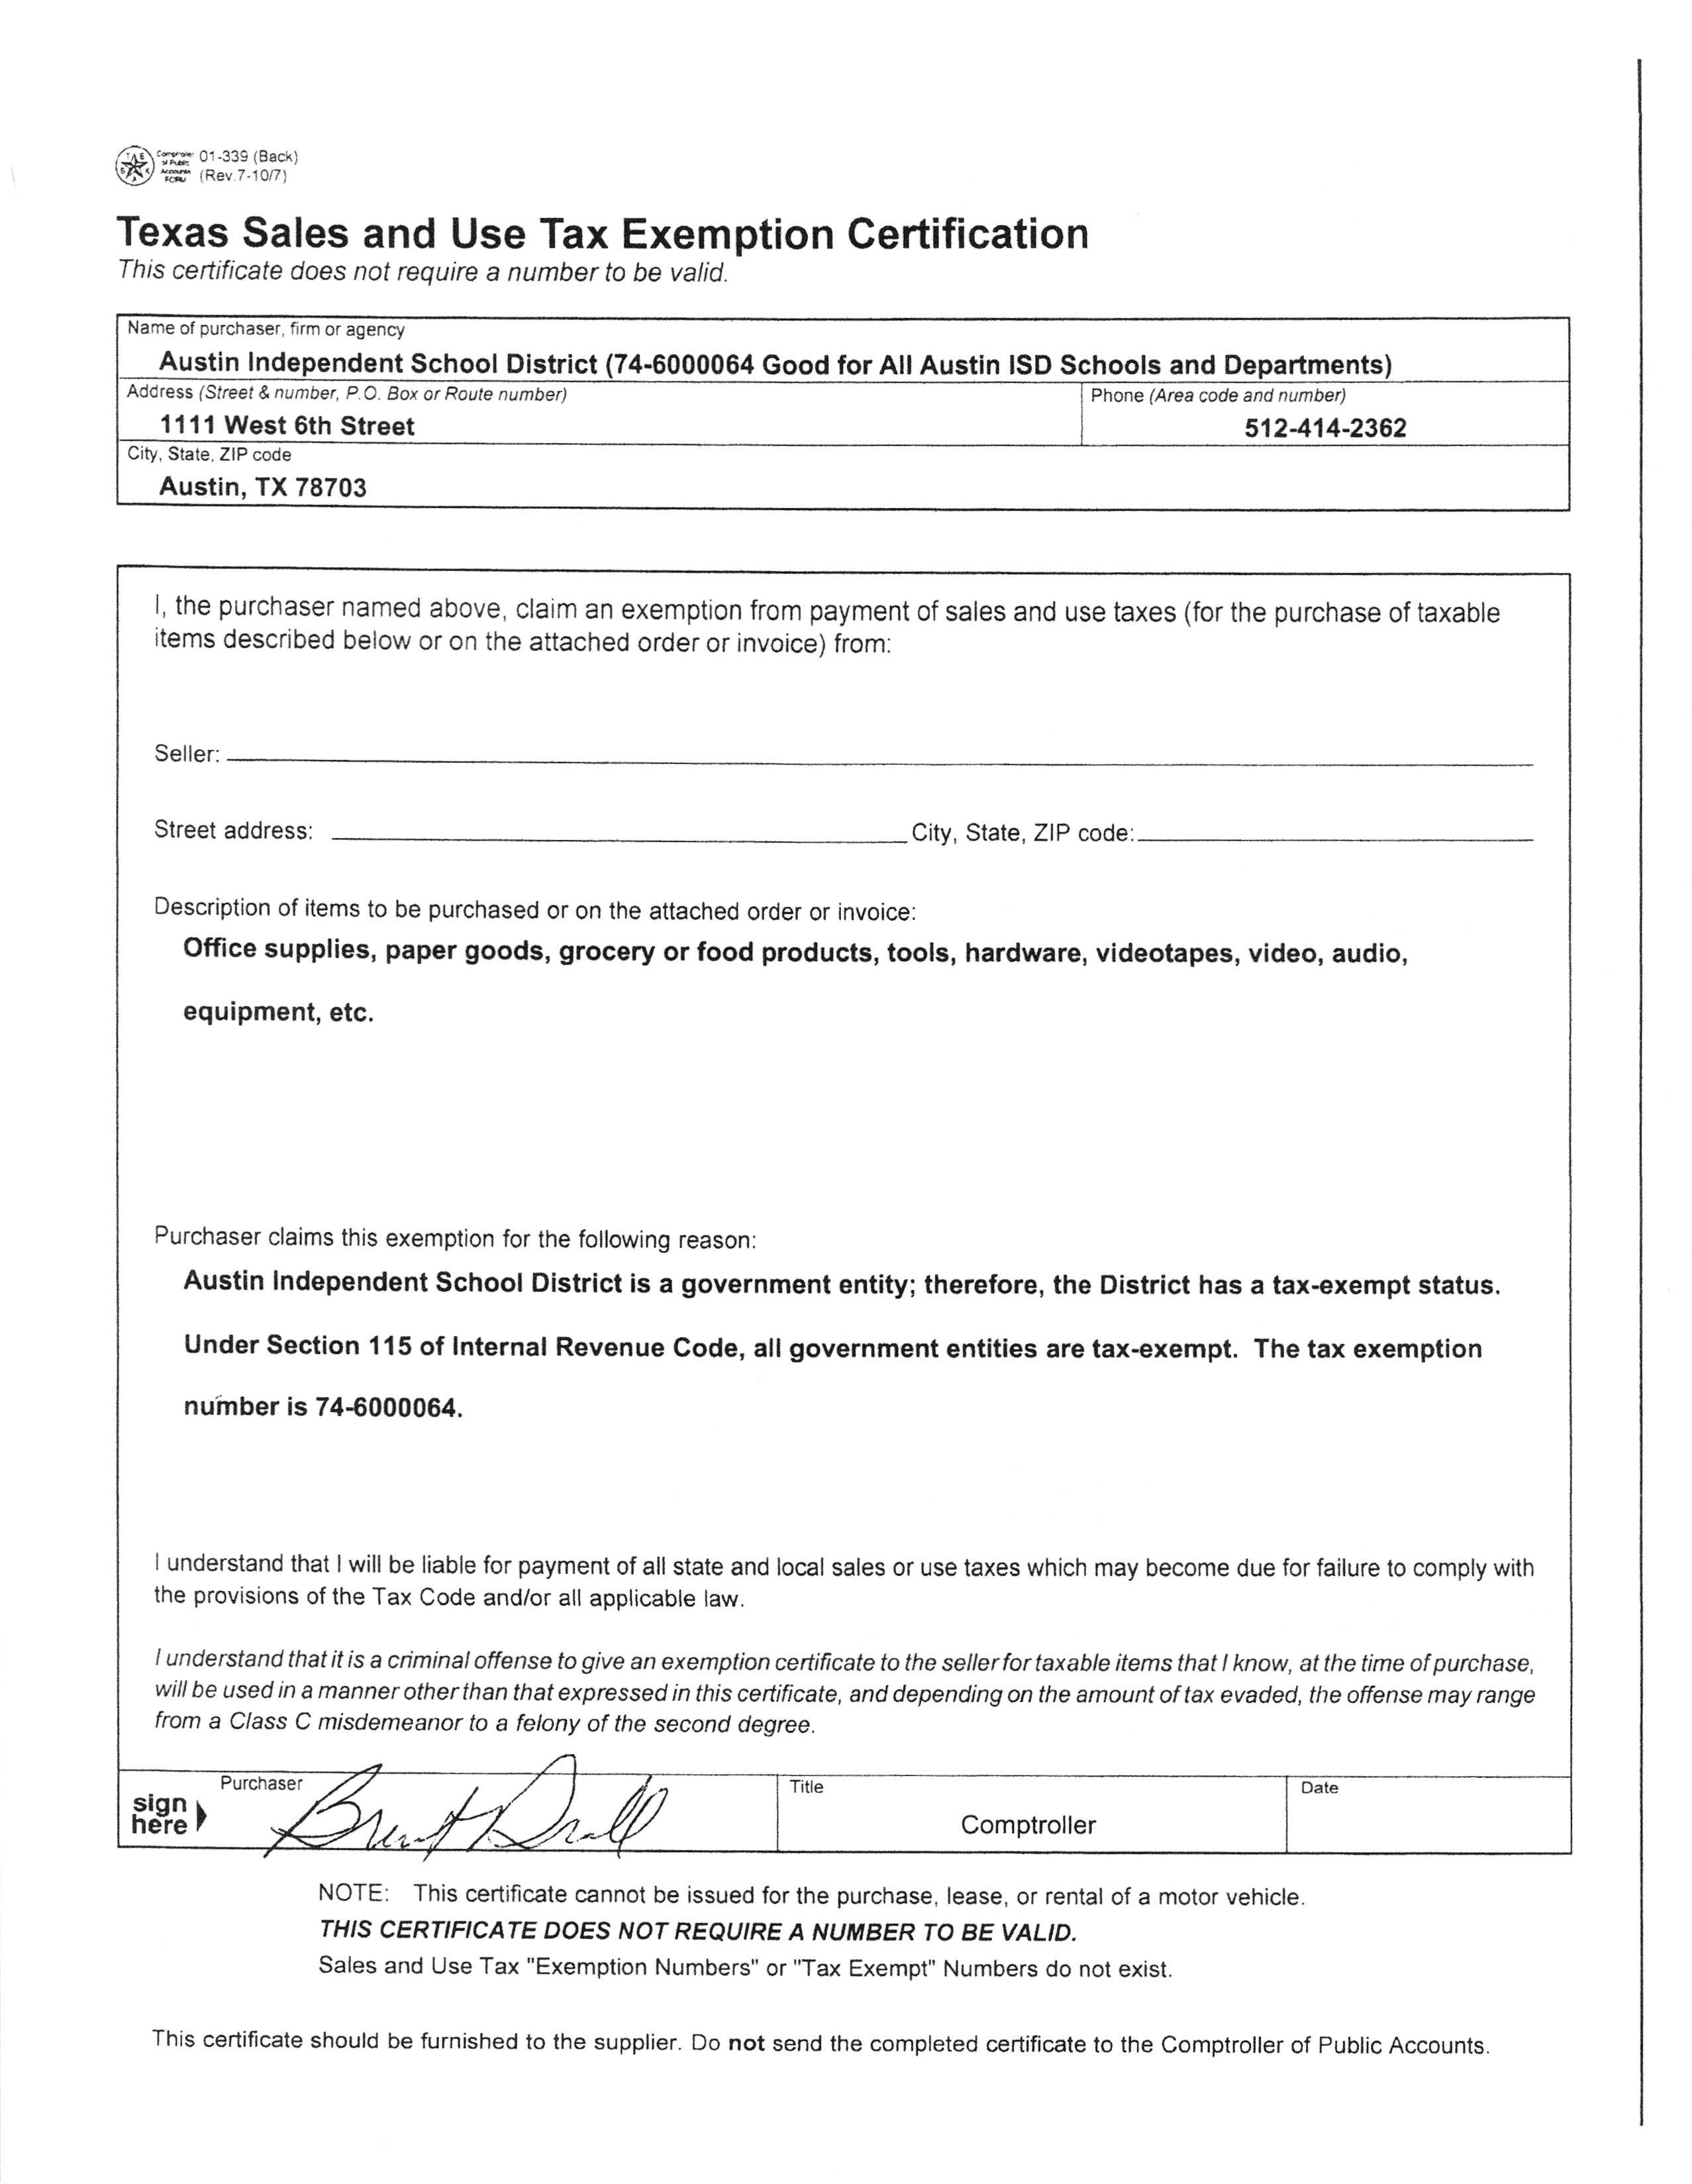 01-339 (Back)
(Rev.7-10/7)
Texas Sales and Use Tax Exemption Certification
This certificate does not require a number to be valid.
Name of purchaser, firm or agency
Austin Independent School District (74-6000064 Good for All Austin ISD Schools and Departments)
Address (Street & number, P.O. Box or Route number)
Phone (Area code and number)
1111 West 6th Street
512-414-2362
City, State, ZIP code
Austin, TX 78703
I, the purchaser named above, claim an exemption from payment of sales and use taxes (for the purchase of taxable
items described below or on the attached order or invoice) from:
Seller:
Street address: City, State, ZIP code:
Description of items to be purchased or on the attached order or invoice:
Office supplies, paper goods, grocery or food products, tools, hardware, videotapes, video, audio,
equipment, etc.
Purchaser claims this exemption for the following reason:
Austin Independent School District is a government entity; therefore, the District has a tax-exempt status.
Under Section 115 of Internal Revenue Code, all government entities are tax-exempt. The tax exemption
number is 74-6000064.
I understand that I will be liable for payment of all state and local sales or use taxes which may become due for failure to comply with
the provisions of the Tax Code and/or all applicable law.
I understand that it is a criminal offense to give an exemption certificate to the seller for taxable items that I know, at the time of purchase,
will be used in a manner other than that expressed in this certificate, and depending on the amount of tax evaded, the offense may range
from a Class C misdemeanor to a felony of the second degree.
sign
here
Purchaser
Title
Comptroller
Date
NOTE: This certificate cannot be issued for the purchase, lease, or rental of a motor vehicle.
THIS CERTIFICATE DOES NOT REQUIRE A NUMBER TO BE VALID.
Sales and Use Tax "Exemption Numbers" or "Tax Exempt" Numbers do not exist.
This certificate should be furnished to the supplier. Do not send the completed certificate to the Comptroller of Public Accounts.